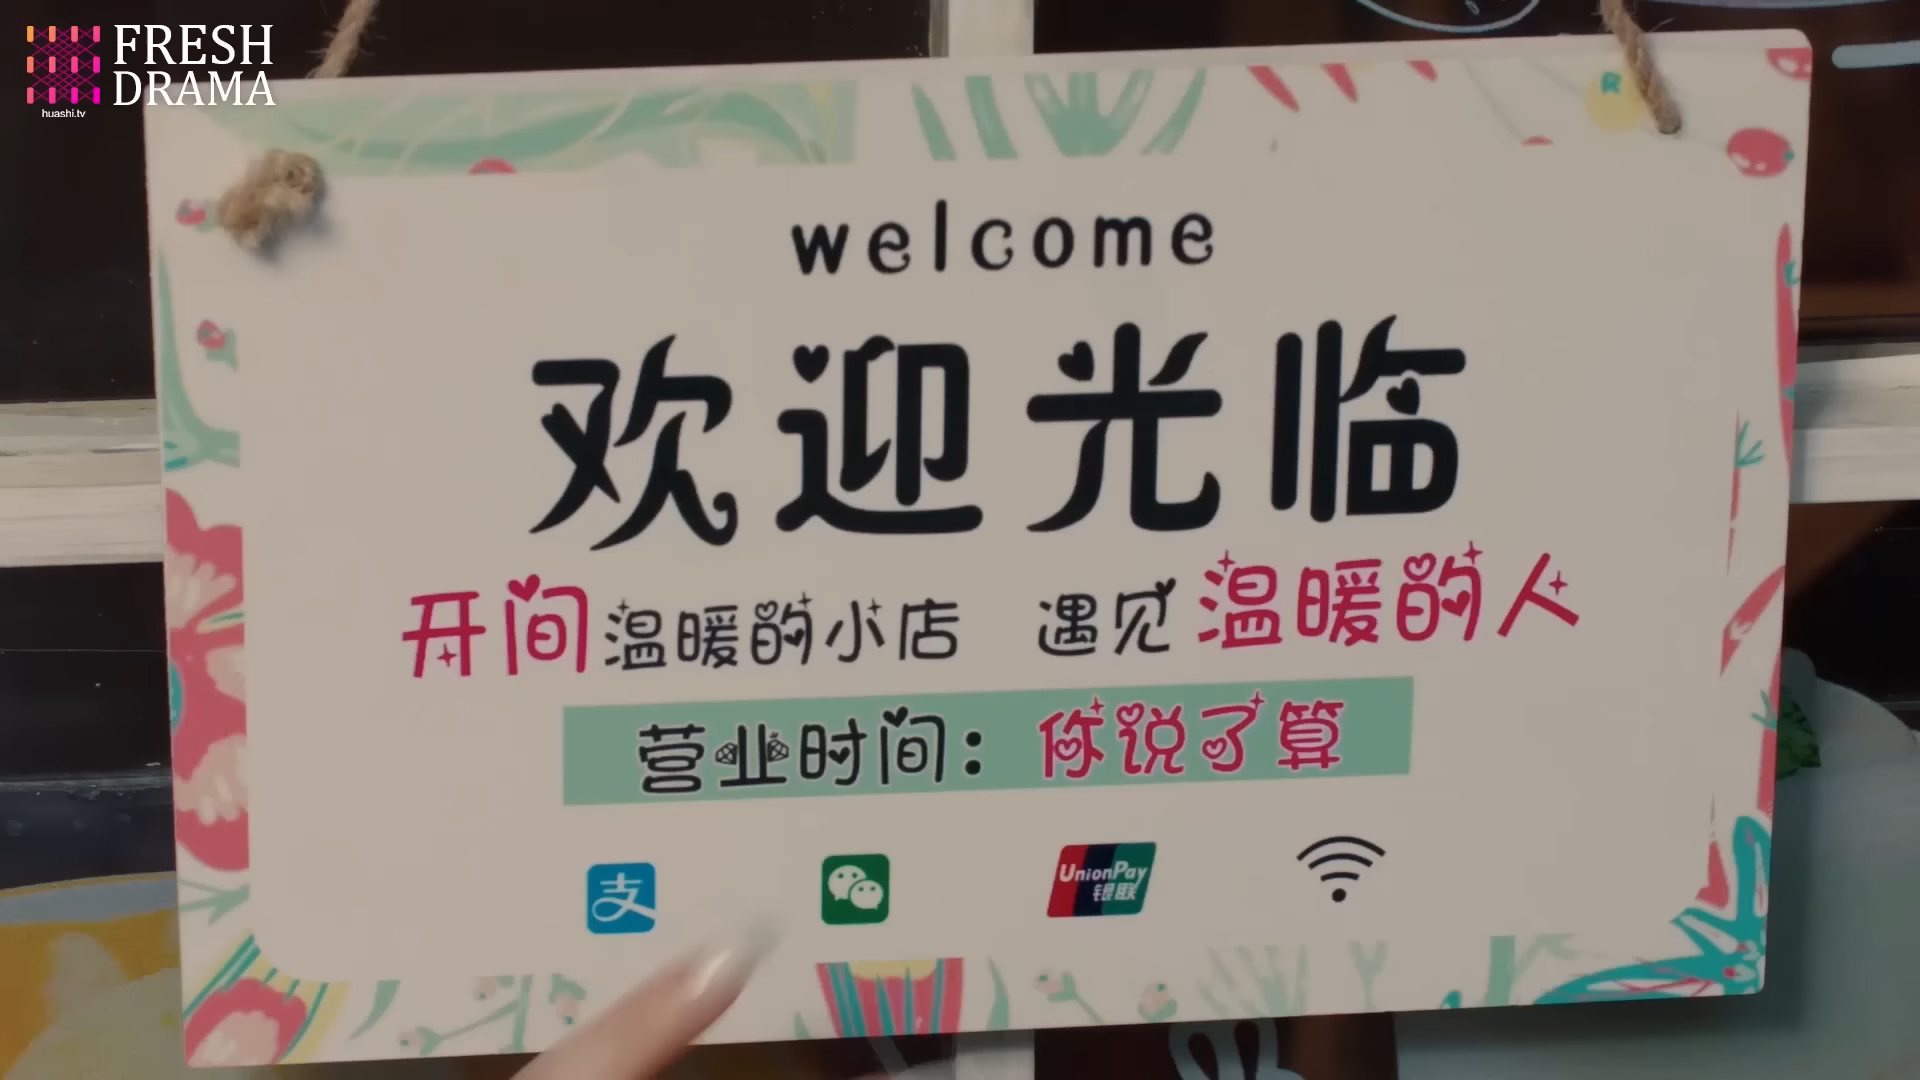 FRESH
DRAMA
huashi.tv
welcome
欢迎光临
开间温暖的小店 遇见温暖的人
营业时间：你说了算
支
UnionPay
银联